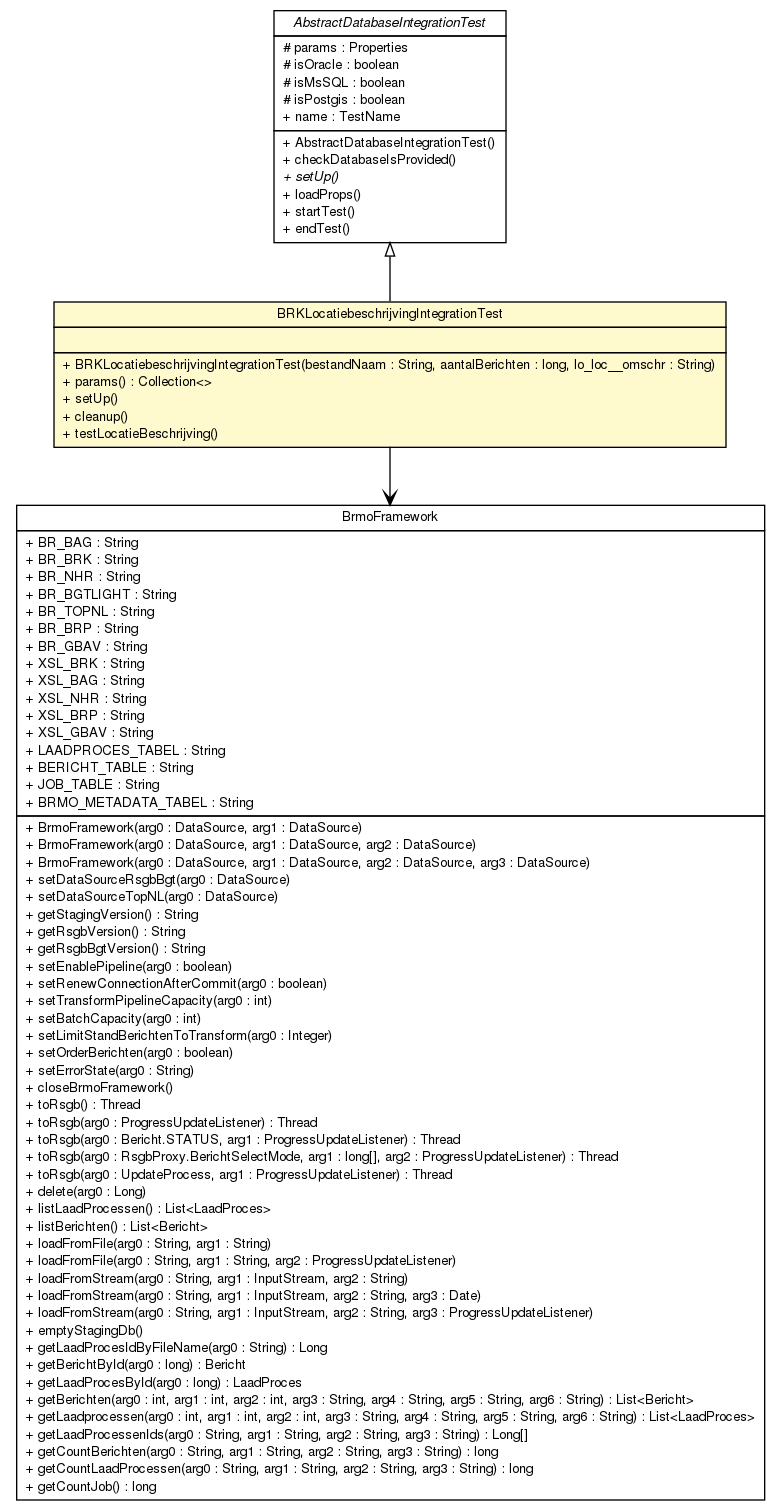 AbstractDatabaseIntegrationTest
# params : Properties
# isOracle : boolean
# isMsSQL : boolean
# isPostgis : boolean
+ name : TestName
+ AbstractDatabaseIntegrationTest()
+ checkDatabaseIsProvided()
+ setUp()
+ loadProps()
+ startTest()
+ endTest()
BRKLocatiebeschrijvingIntegrationTest
+ BRKLocatiebeschrijvingIntegrationTest(bestandNaam : String, aantalBerichten : long, lo_loc__omschr : String)
+ params() : Collection<>
+ setUp()
+ cleanup()
+ testLocatieBeschrijving()
BrmoFramework
+ BR_BAG : String
+ BR_BRK : String
+ BR_NHR : String
+ BR_BGTLIGHT : String
+ BR_TOPNL : String
+ BR_BRP : String
+ BR_GBAV : String
+ XSL_BRK : String
+ XSL_BAG : String
+ XSL_NHR : String
+ XSL_BRP : String
+ XSL_GBAV : String
+ LAADPROCES_TABEL : String
+ BERICHT_TABLE : String
+ JOB_TABLE : String
+ BRMO_METADATA_TABEL : String
+ BrmoFramework(arg0 : DataSource, arg1 : DataSource)
+ BrmoFramework(arg0 : DataSource, arg1 : DataSource, arg2 : DataSource)
+ BrmoFramework(arg0 : DataSource, arg1 : DataSource, arg2 : DataSource, arg3 : DataSource)
+ setDataSourceRsgbBgt(arg0 : DataSource)
+ setDataSourceTopNL(arg0 : DataSource)
+ getStagingVersion() : String
+ getRsgbVersion() : String
+ getRsgbBgtVersion() : String
+ setEnablePipeline(arg0 : boolean)
+ setRenewConnectionAfterCommit(arg0 : boolean)
+ setTransformPipelineCapacity(arg0 : int)
+ setBatchCapacity(arg0 : int)
+ setLimitStandBerichtenToTransform(arg0 : Integer)
+ setOrderBerichten(arg0 : boolean)
+ setErrorState(arg0 : String)
+ closeBrmoFramework()
+ toRsgb() : Thread
+ toRsgb(arg0 : ProgressUpdateListener) : Thread
+ toRsgb(arg0 : Bericht.STATUS, arg1 : ProgressUpdateListener) : Thread
+ toRsgb(arg0 : RsgbProxy.BerichtSelectMode, arg1 : long[], arg2 : ProgressUpdateListener) : Thread
+ toRsgb(arg0 : UpdateProcess, arg1 : ProgressUpdateListener) : Thread
+ delete(arg0 : Long)
+ listLaadProcessen() : List<LaadProces>
+ listBerichten() : List<Bericht>
+ loadFromFile(arg0 : String, arg1 : String)
+ loadFromFile(arg0 : String, arg1 : String, arg2 : ProgressUpdateListener)
+ loadFromStream(arg0 : String, arg1 : InputStream, arg2 : String)
+ loadFromStream(arg0 : String, arg1 : InputStream, arg2 : String, arg3 : Date)
+ loadFromStream(arg0 : String, arg1 : InputStream, arg2 : String, arg3 : ProgressUpdateListener)
+ emptyStagingDb()
+ getLaadProcesIdByFileName(arg0 : String) : Long
+ getBerichtById(arg0 : long) : Bericht
+ getLaadProcesById(arg0 : long) : LaadProces
+ getBerichten(arg0 : int, arg1 : int, arg2 : int, arg3 : String, arg4 : String, arg5 : String, arg6 : String) : List<Bericht>
+ getLaadprocessen(arg0 : int, arg1 : int, arg2 : int, arg3 : String, arg4 : String, arg5 : String, arg6 : String) : List<LaadProces>
+ getLaadProcessenIds(arg0 : String, arg1 : String, arg2 : String, arg3 : String) : Long[]
+ getCountBerichten(arg0 : String, arg1 : String, arg2 : String, arg3 : String) : long
+ getCountLaadProcessen(arg0 : String, arg1 : String, arg2 : String, arg3 : String) : long
+ getCountJob() : long